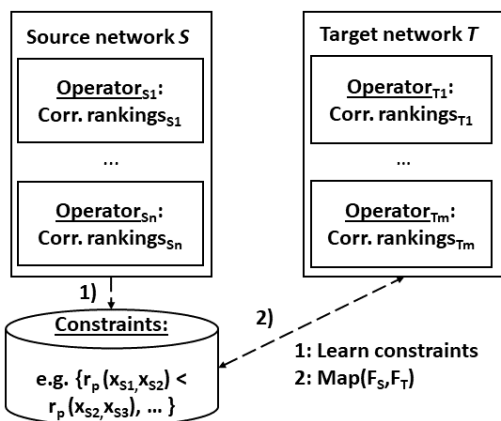 Source network S
Operator_S1:
Corr. rankings_S1
...
Operator_Sn:
Corr. rankings_Sn
Target network T
Operator_T1:
Corr. rankings_T1
...
Operator_Tm:
Corr. rankings_Tm
1)
2)
Constraints:
e.g. {r_p (x_S1,x_S2) <
r_p(x_S2,x_S3), ... }
1: Learn constraints
2: Map(F_S,F_T)